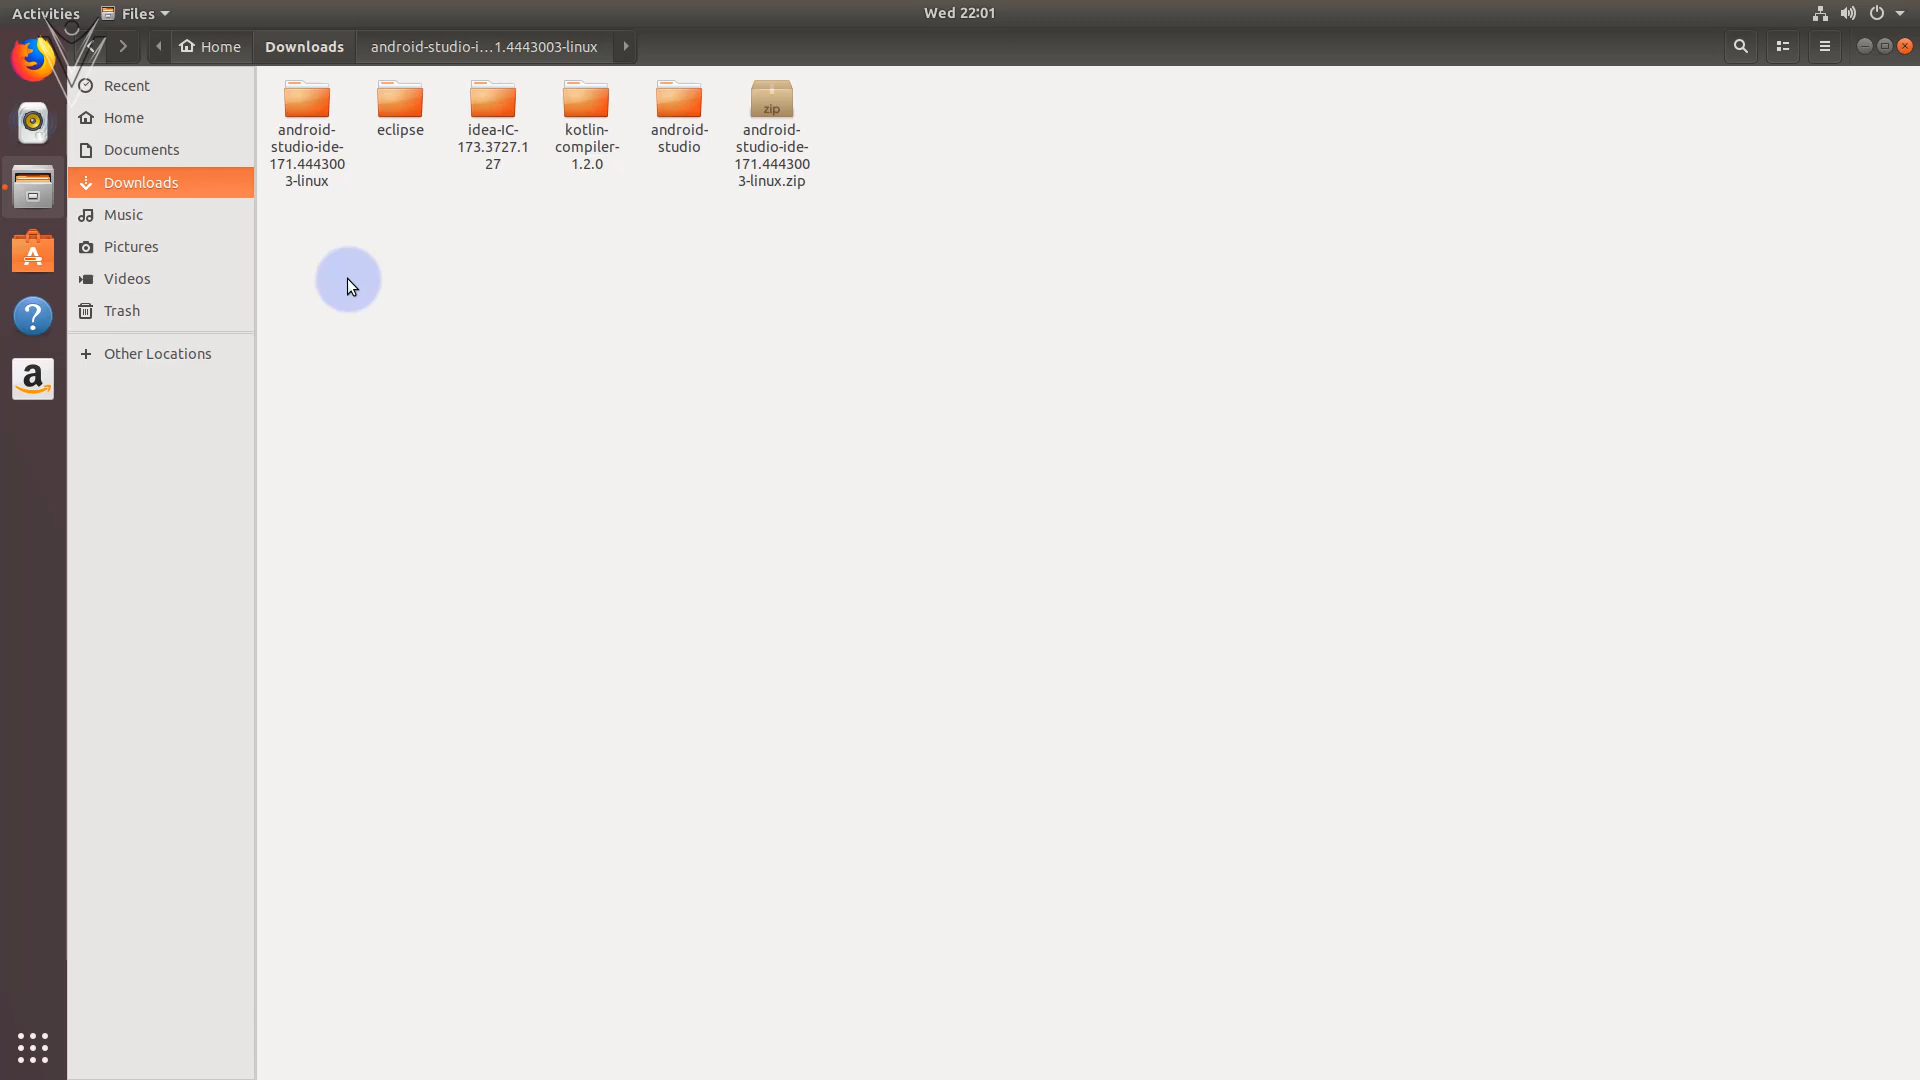 Activities
Files
Wed 22:01
Home
Downloads
android-studio-i...1.4443003-linux
Recent
Home
Documents
Downloads
Music
Pictures
Videos
Trash
Other Locations
android-
studio-ide-
171.444300
3-linux
eclipse
idea-IC-
173.3727.1
27
kotlin-
compiler-
1.2.0
android-
studio
zip
android-
studio-ide-
171.444300
3-linux.zip